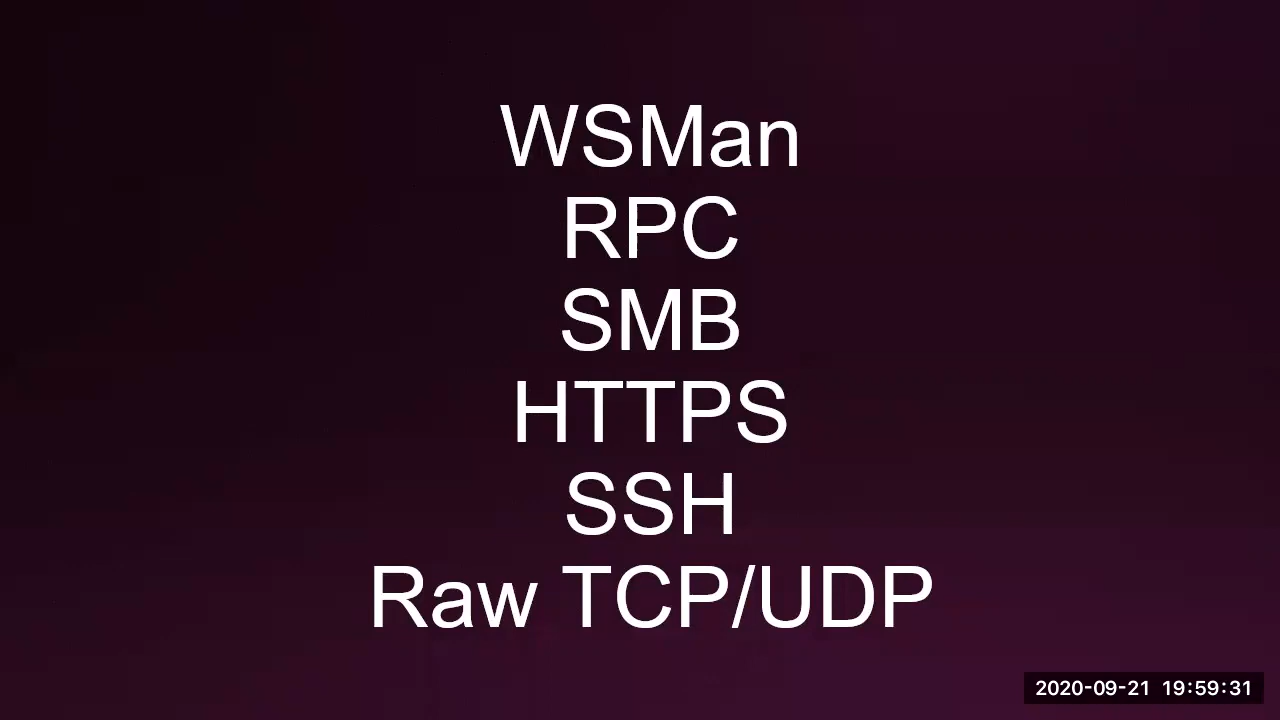 WSMan
RPC
SMB
HTTPS
SSH
Raw TCP/UDP
2020-09-21 19:59:31